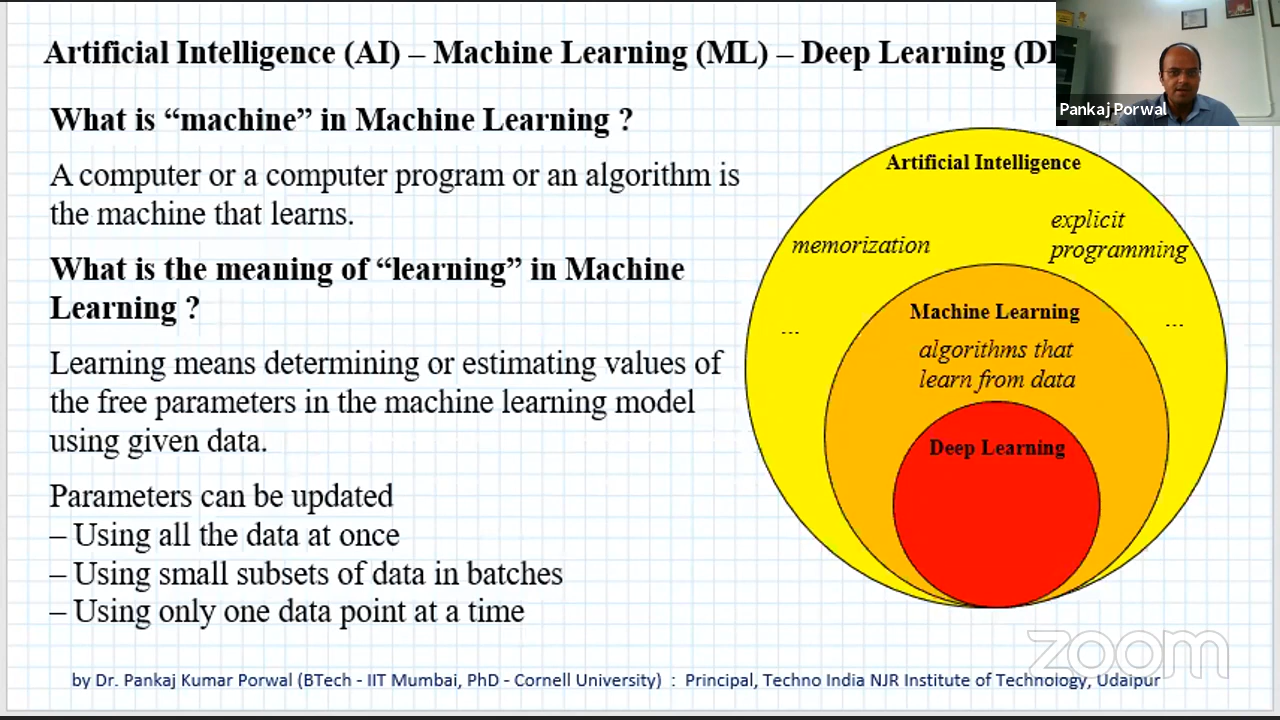 Artificial Intelligence (AI) – Machine Learning (ML) – Deep Learning (DL
Pankaj Porwal
What is “machine” in Machine Learning ?
A computer or a computer program or an algorithm is
the machine that learns.
What is the meaning of “learning” in Machine
Learning ?
Learning means determining or estimating values of
the free parameters in the machine learning model
using given data.
Parameters can be updated
– Using all the data at once
– Using small subsets of data in batches
– Using only one data point at a time
Artificial Intelligence
memorization
explicit
programming
...
...
Machine Learning
algorithms that
learn from data
Deep Learning
zoom
by Dr. Pankaj Kumar Porwal (BTech - IIT Mumbai, PhD - Cornell University) : Principal, Techno India NJR Institute of Technology, Udaipur